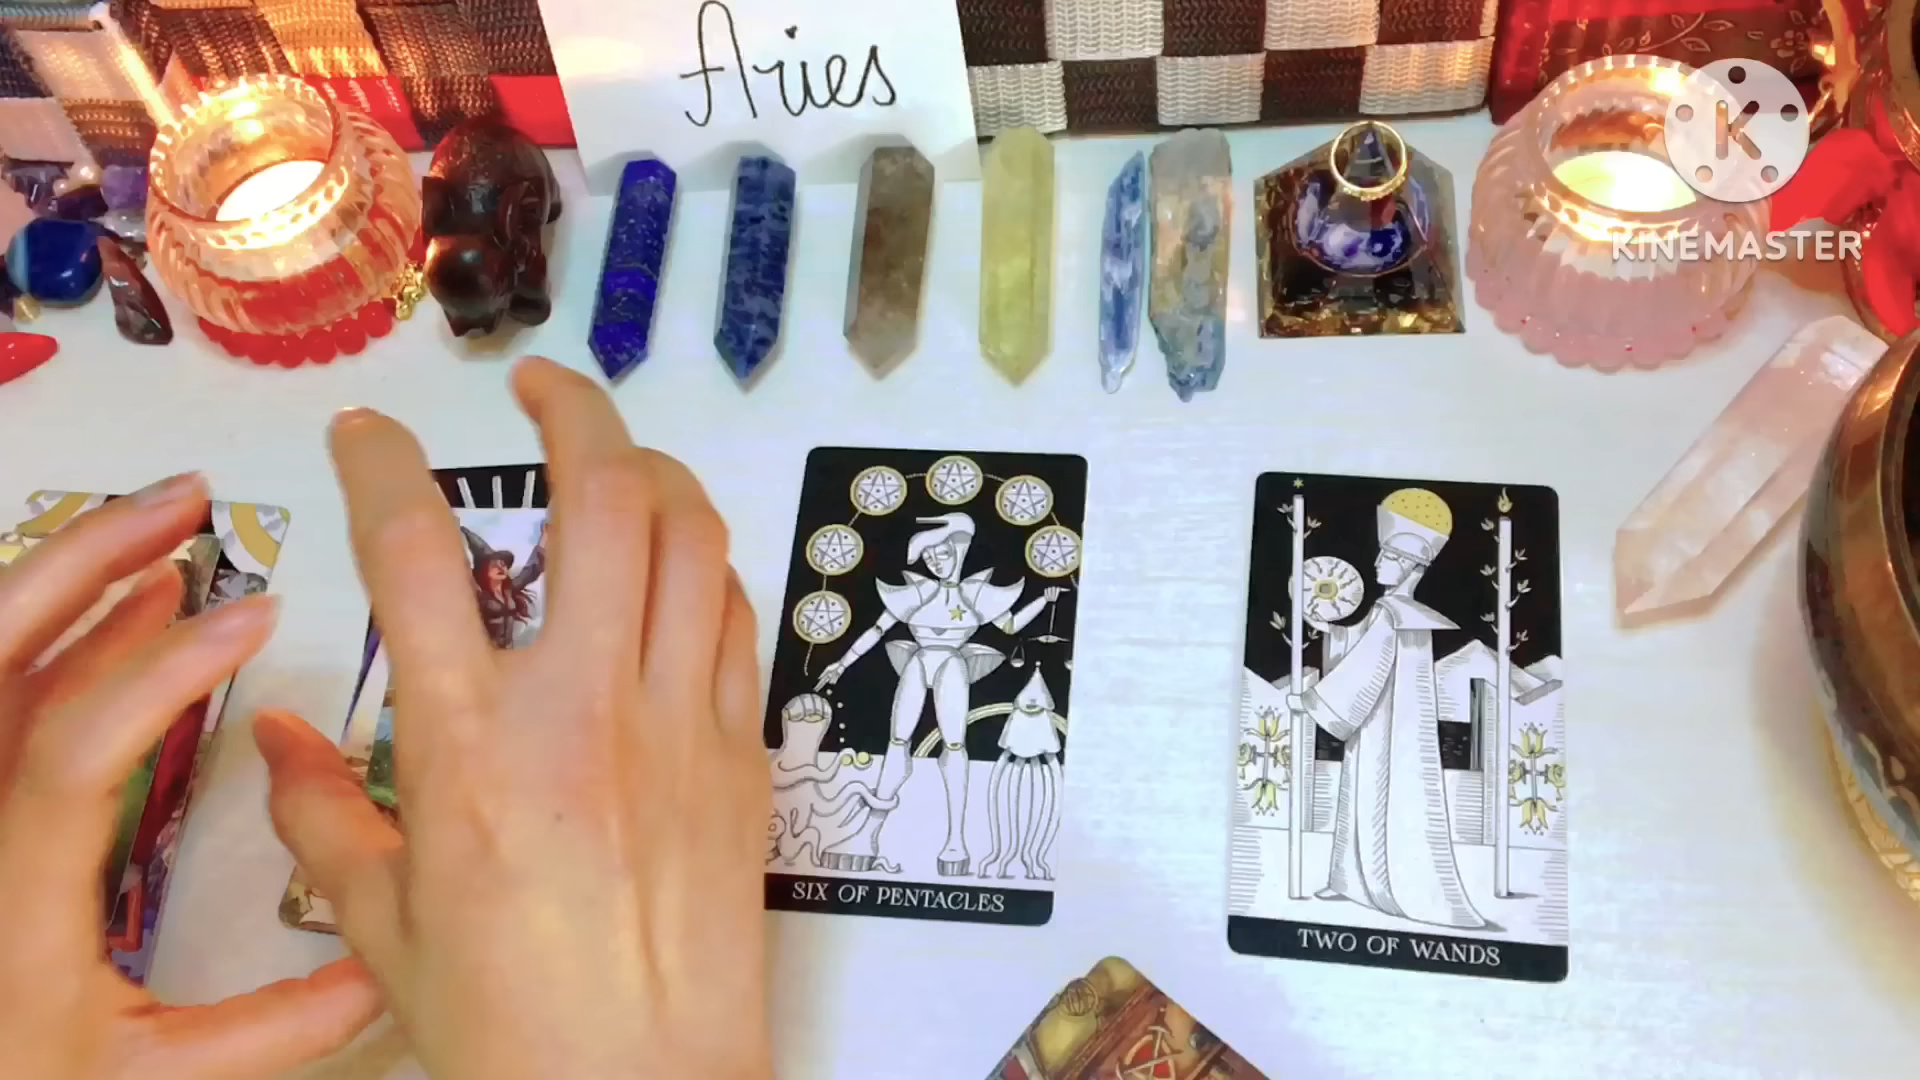 Aries
K
KINEMASTER
SIX OF PENTACLES
TWO OF WANDS